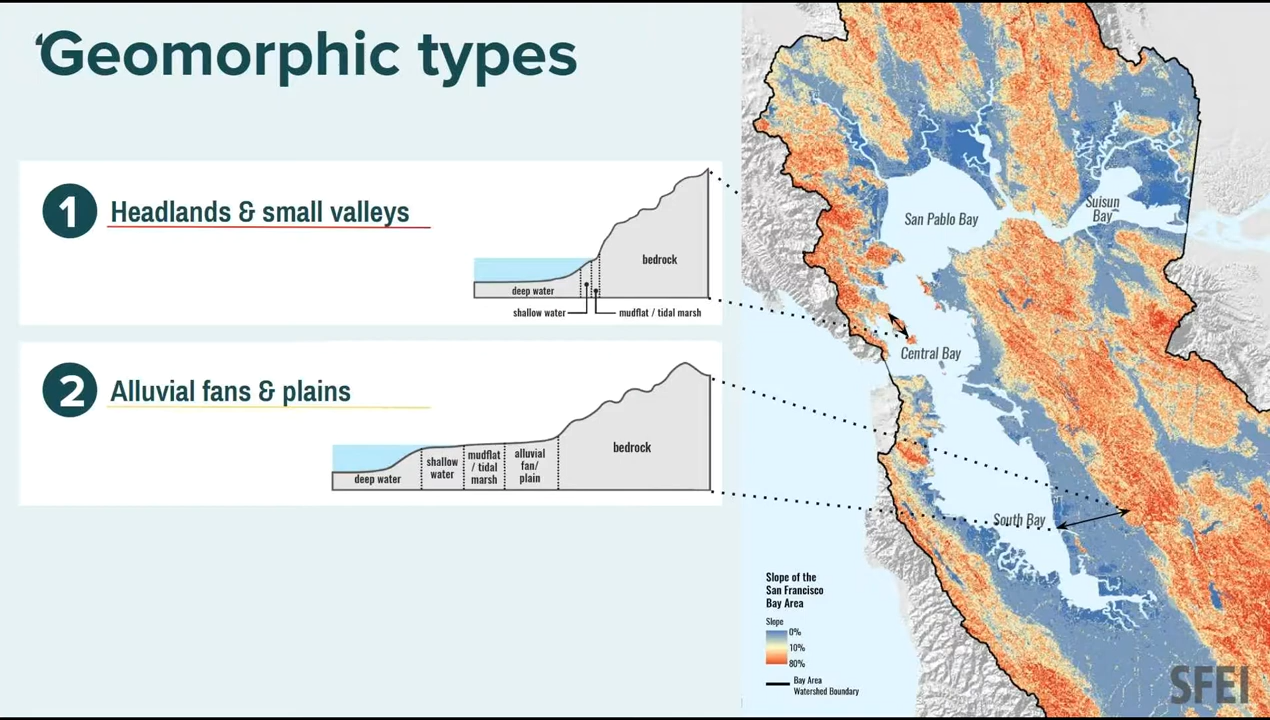 ‘Geomorphic types
1
Headlands & small valleys
bedrock
deep water
shallow water
mudflat / tidal marsh
2
Alluvial fans & plains
deep water
shallow
water
mudflat
/ tidal
marsh
alluvial
fan/
plain
bedrock
San Pablo Bay
Suisun
Bay
Central Bay
South Bay
Slope of the
San Francisco
Bay Area
Slope
0%
10%
80%
Bay Area
Watershed Boundary
SFEI